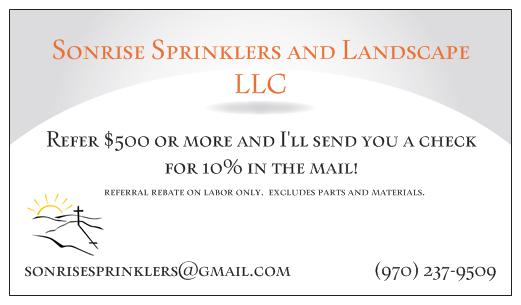 Sonrise Sprinklers and Landscape
LLC
Refer $500 or more and I'll send you a check
for 10% in the mail!
referral rebate on labor only. excludes parts and materials.
sonrisesprinklers@gmail.com (970) 237-9509